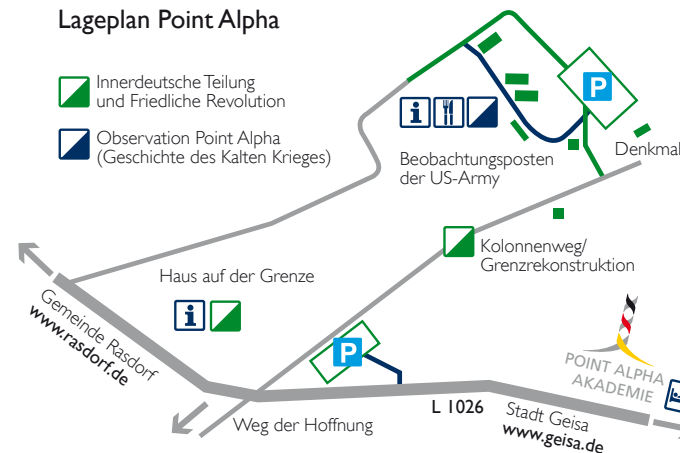 Lageplan Point Alpha
Innerdeutsche Teilung
und Friedliche Revolution
Observation Point Alpha
(Geschichte des Kalten Krieges)
P
i
Beobachtungsposten
der US-Army
Denkmal
Kolonnenweg/
Grenzrekonstruktion
Haus auf der Grenze
i
Gemeinde Rasdorf
www.rasdorf.de
P
POINT ALPHA
AKADEMIE
Weg der Hoffnung
L 1026
Stadt Geisa
www.geisa.de